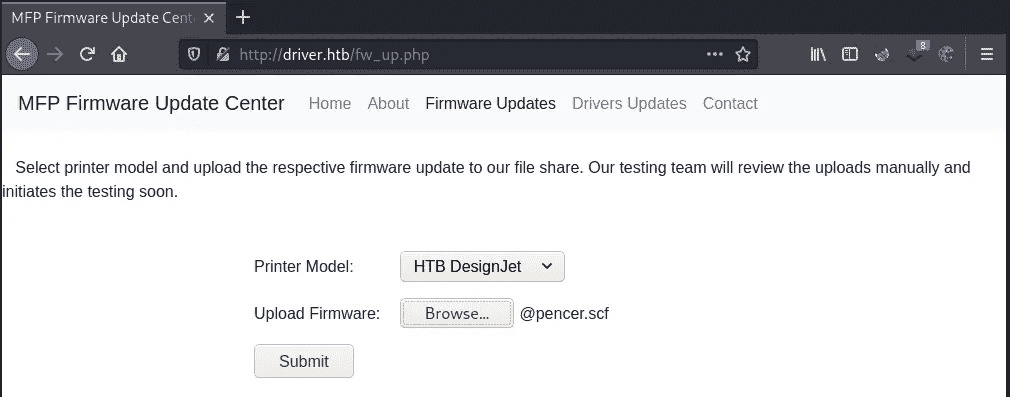 MFP Firmware Update Cent
http://driver.htb/fw_up.php
8
MFP Firmware Update Center Home About Firmware Updates Drivers Updates Contact
Select printer model and upload the respective firmware update to our file share. Our testing team will review the uploads manually and
initiates the testing soon.
Printer Model: HTB DesignJet
Upload Firmware: Browse... @pencer.scf
Submit